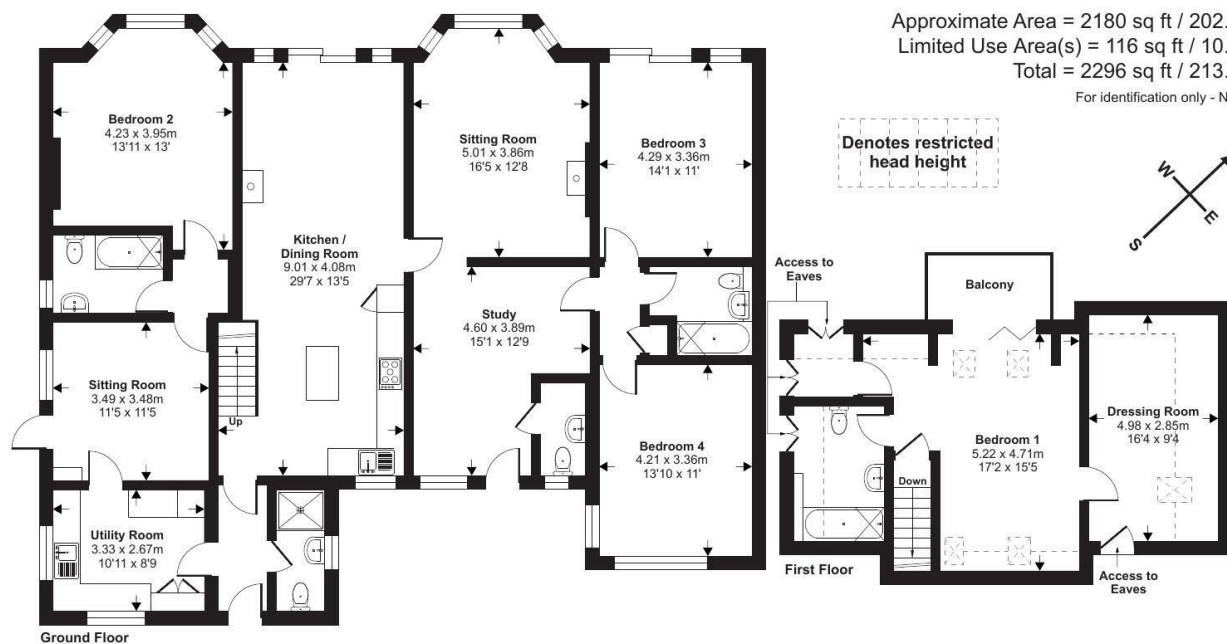 Approximate Area = 2180 sq ft / 202.
Limited Use Area(s) = 116 sq ft / 10.
Total = 2296 sq ft / 213.
For identification only - N
Denotes restricted
head height
W
E
S
Bedroom 2
4.23 x 3.95m
13'11 x 13'
Sitting Room
5.01 x 3.86m
16'5 x 12'8
Bedroom 3
4.29 x 3.36m
14'1 x 11'
Kitchen /
Dining Room
9.01 x 4.08m
29'7 x 13'5
Study
4.60 x 3.89m
15'1 x 12'9
Sitting Room
3.49 x 3.48m
11'5 x 11'5
Up
Bedroom 4
4.21 x 3.36m
13'10 x 11'
Utility Room
3.33 x 2.67m
10'11 x 8'9
Ground Floor
Access to
Eaves
Balcony
Dressing Room
4.98 x 2.85m
16'4 x 9'4
Bedroom 1
5.22 x 4.71m
17'2 x 15'5
Down
First Floor
Access to
Eaves